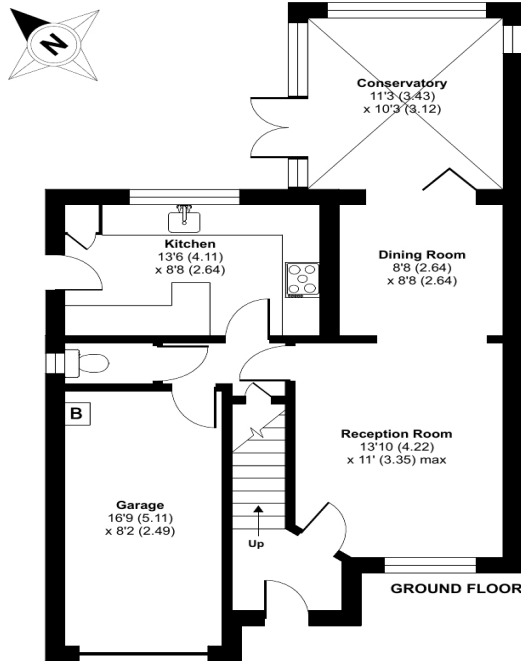 N
Conservatory
11'3 (3.43)
x 10'3 (3.12)
Kitchen
13'6 (4.11)
x 8'8 (2.64)
Dining Room
8'8 (2.64)
x 8'8 (2.64)
B
Reception Room
13'10 (4.22)
x 11' (3.35) max
Garage
16'9 (5.11)
x 8'2 (2.49)
Up
GROUND FLOOR